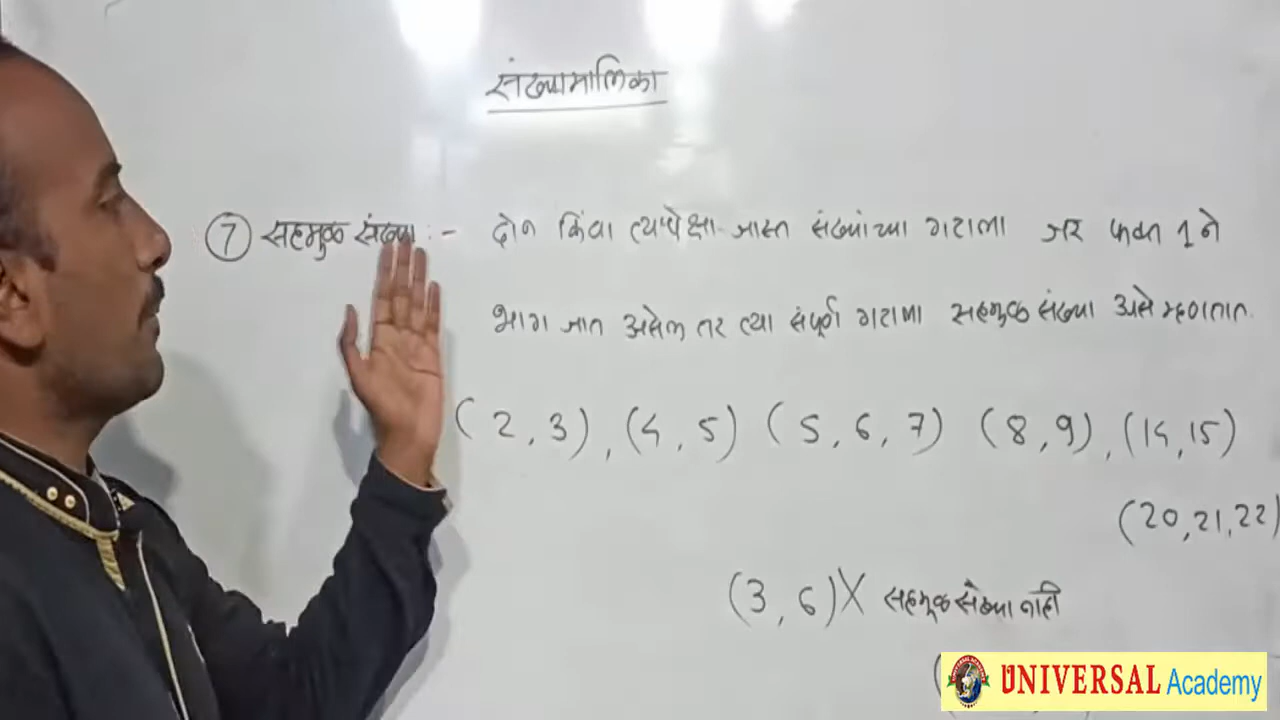 संख्यामालिका
7 सहमुळ संख्या :- दोन किंवा त्यापेक्षा जास्त संख्यांच्या गटाला जर फक्त 1 ने
भाग जात असेल तर त्या संपूर्ण गटाला सहमुळ संख्या असे म्हणतात.
(2, 3), (4, 5) (5, 6, 7) (8, 9), (14, 15)
(20, 21, 22)
(3, 6) X सहमुळ संख्या नाही
UNIVERSAL Academy